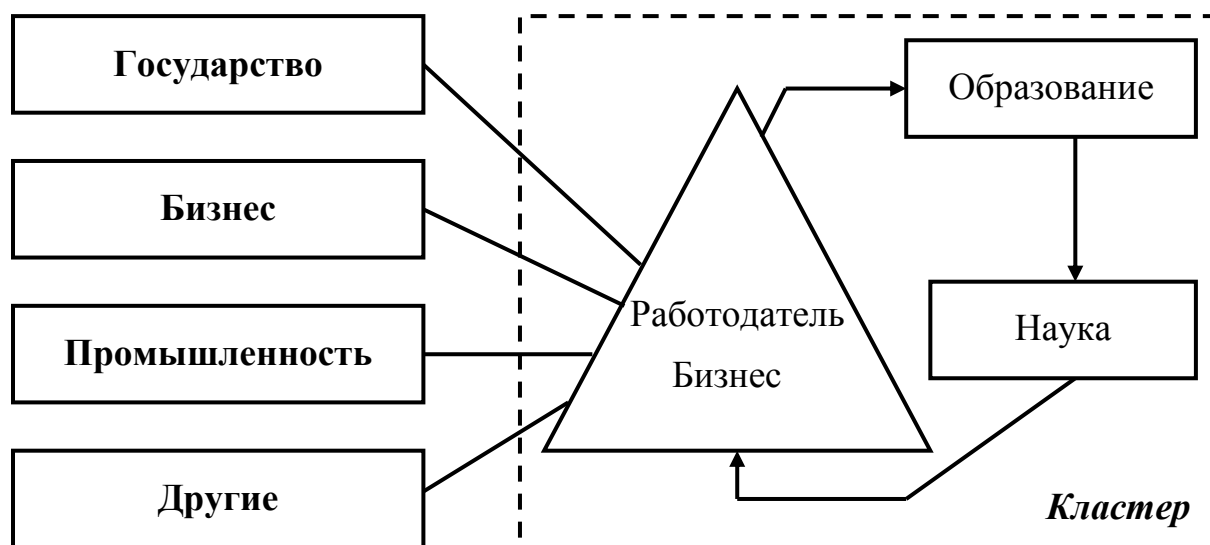 Государство
Бизнес
Промышленность
Другие
Работодатель
Бизнес
Образование
Наука
Кластер